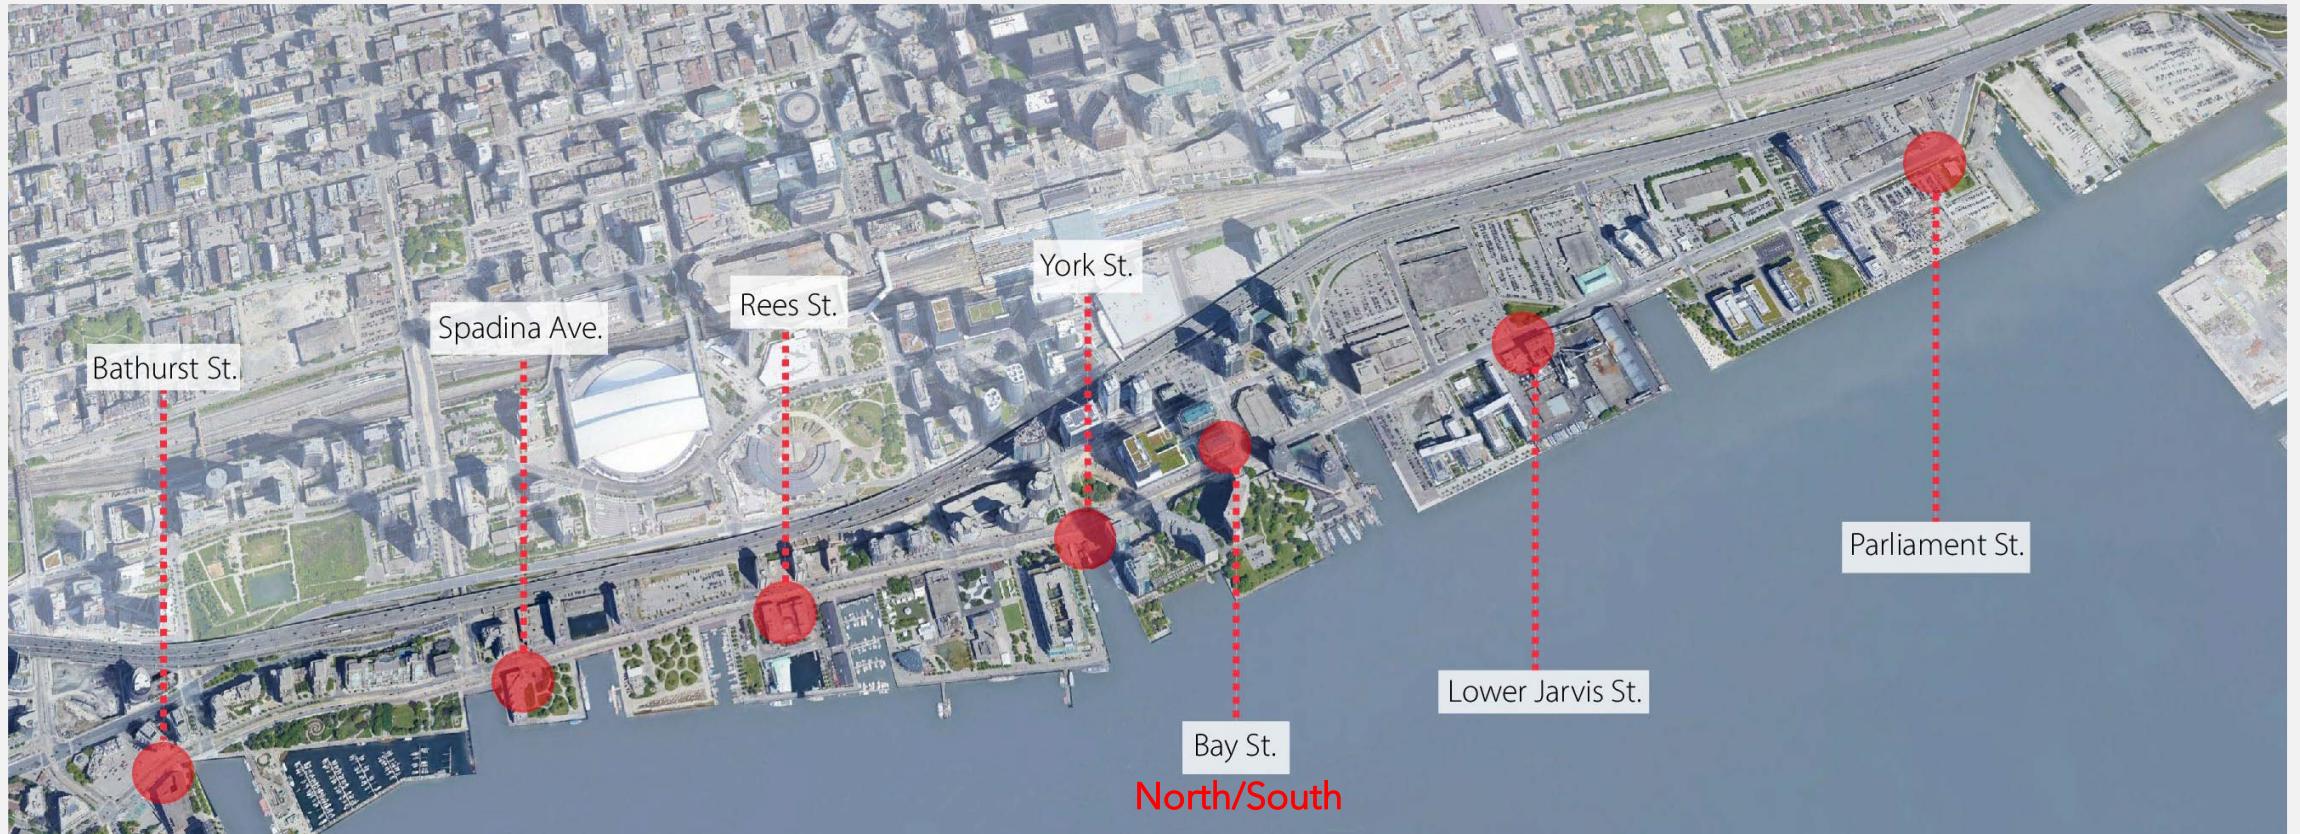 Bathurst St.
Spadina Ave.
Rees St.
York St.
Bay St.
North/South
Lower Jarvis St.
Parliament St.